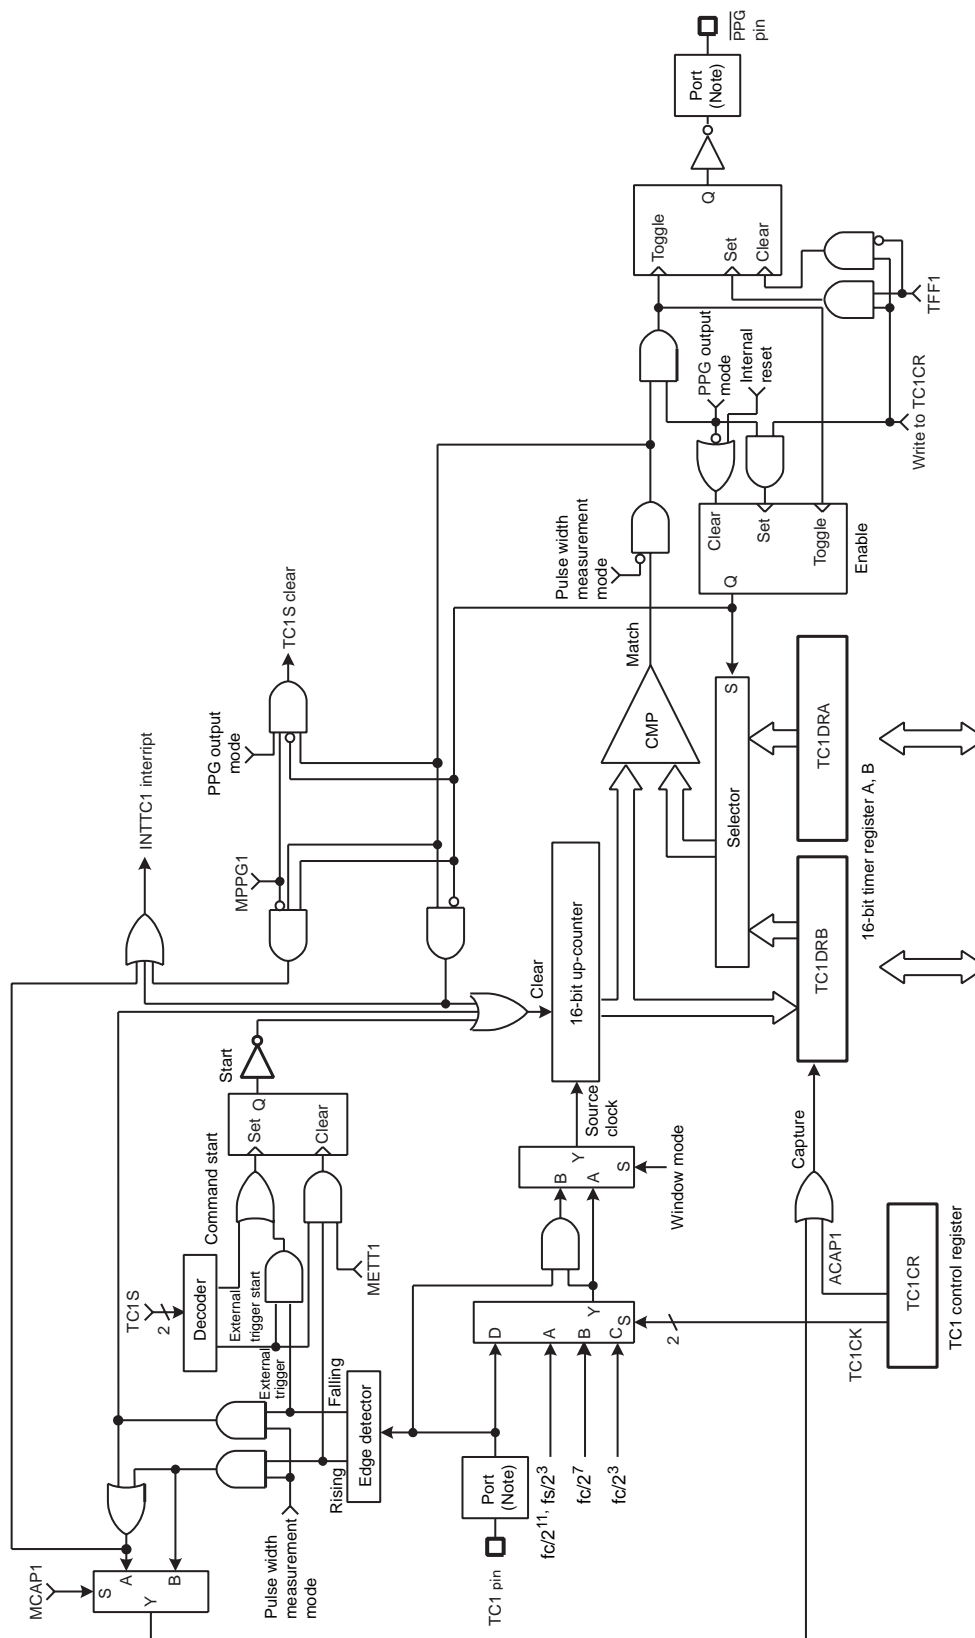 MCAP1
S
A
B
Y
Pulse width
measurement
mode
TC1S
2
Decoder
External
trigger start
External
trigger
Falling
Rising
Edge detector
METT1
Command start
Set
Q
Clear
Start
INTTC1 interript
MPPG1
PPG output
mode
TC1S clear
TC1 pin
Port
(Note)
fc/2^11, fs/2^3
fc/2^7
fc/2^3
D
A
B
C
S
Y
2
TC1CK
B
A
Y
S
Window mode
Source
clock
Clear
16-bit up-counter
CMP
Match
Pulse width
measurement
mode
PPG output
mode
Internal
reset
Toggle
Set
Clear
Q
Port
(Note)
PPG
pin
TFF1
Write to TC1CR
Clear
Set
Toggle
Q
Enable
Selector
S
TC1DRA
TC1DRB
16-bit timer register A, B
Capture
ACAP1
TC1CR
TC1 control register